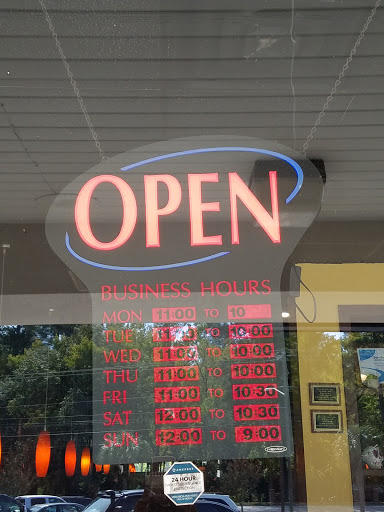 OPEN
BUSINESS HOURS
MON 11:00 TO 10
TUE 11:00 TO 10:00
WED 11:00 TO 10:00
THU 11:00 TO 10:00
FRI 11:00 TO 10:30
SAT 12:00 TO 10:30
SUN 12:00 TO 9:00
24 HOUR